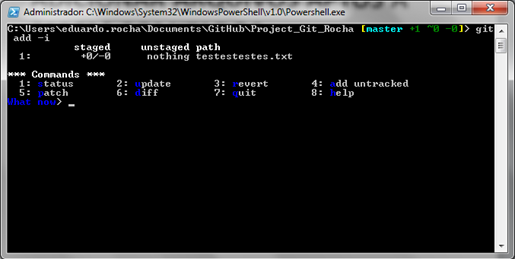 Administrador: C:\Windows\System32\WindowsPowerShell\v1.0\Powershell.exe
C:\Users\eduardo.rocha\Documents\GitHub\Project_Git_Rocha [master +1 ~0 -0]> git
add -i
staged unstaged path
1: +0/-0 nothing testestestes.txt
*** Commands ***
1: status 2: update 3: revert 4: add untracked
5: patch 6: diff 7: quit 8: help
What now> _